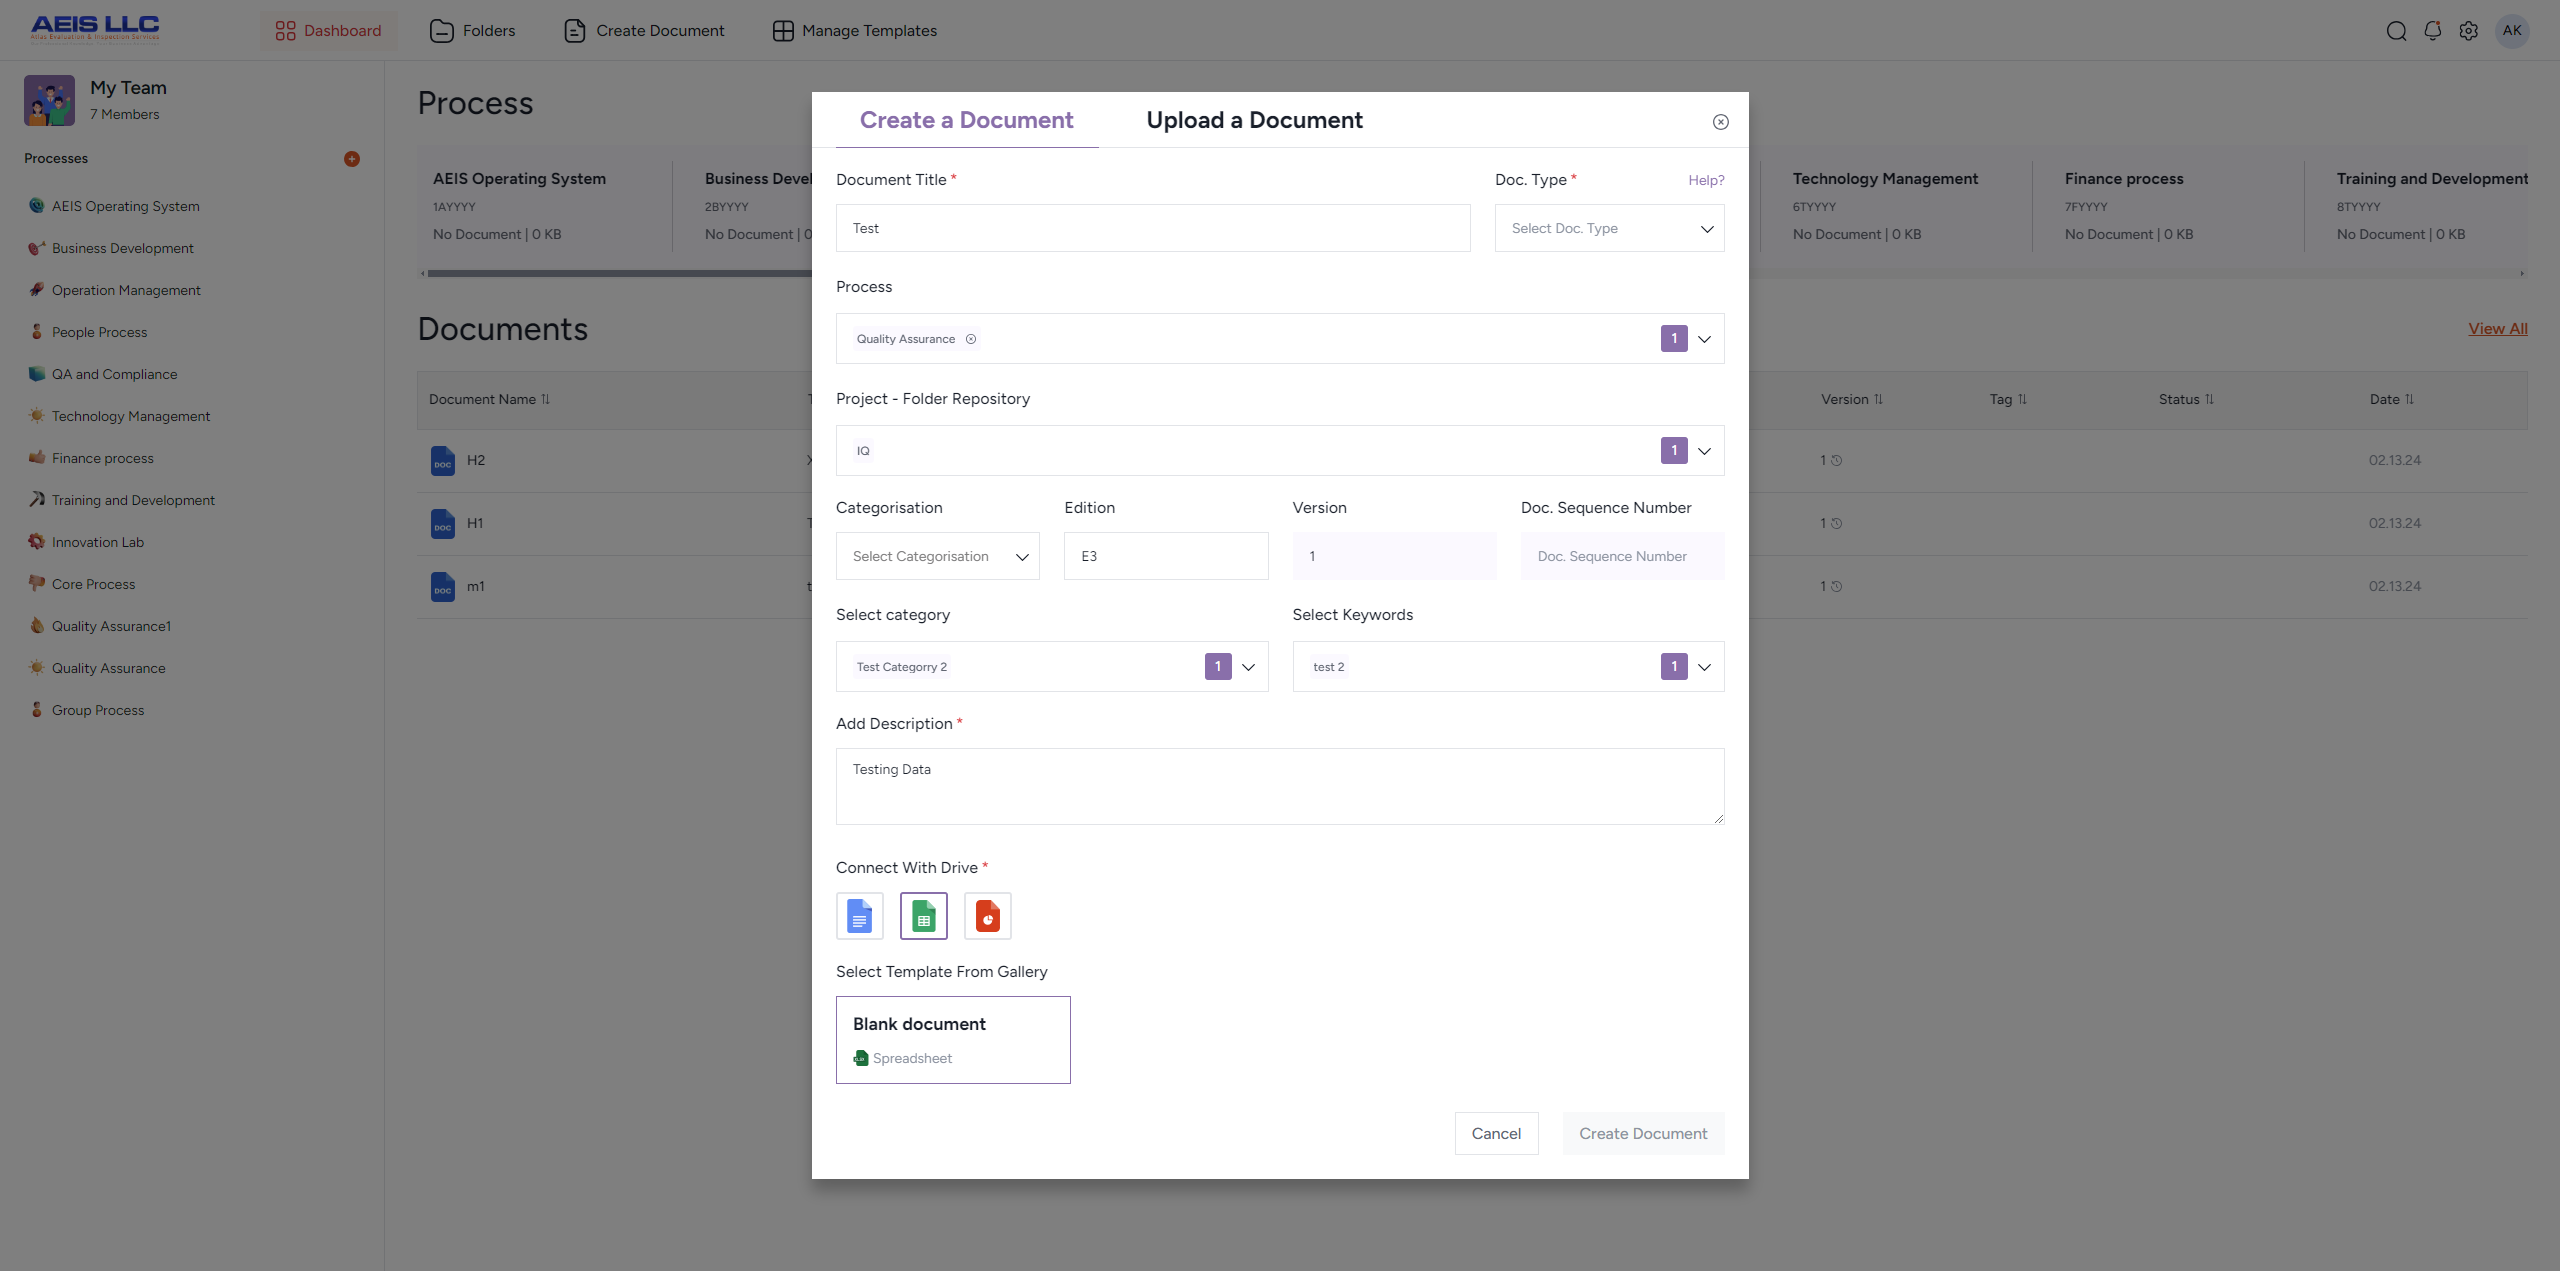 AEIS LLC
Atlas Evaluation & Inspection Services
Dashboard
Folders
Create Document
Manage Templates
AK
My Team
7 Members
Processes
AEIS Operating System
Business Development
Operation Management
People Process
QA and Compliance
Technology Management
Finance process
Training and Development
Innovation Lab
Core Process
Quality Assurance1
Quality Assurance
Group Process
Process
AEIS Operating System
1AYYYY
No Document | 0 KB
Business Devel
2BYYYY
No Document | 0
Technology Management
6TYYYY
No Document | 0 KB
Finance process
7FYYYY
No Document | 0 KB
Training and Development
8TYYYY
No Document | 0 KB
Documents
View All
Document Name
Version
Tag
Status
Date
DOC H2
1
02.13.24
DOC H1
1
02.13.24
DOC m1
1
02.13.24
Create a Document
Upload a Document
Document Title *
Doc. Type *
Help?
Test
Select Doc. Type
Process
Quality Assurance
1
Project - Folder Repository
IQ
1
Categorisation
Edition
Version
Doc. Sequence Number
Select Categorisation
E3
1
Doc. Sequence Number
Select category
Select Keywords
Test Categorry 2
1
test 2
1
Add Description *
Testing Data
Connect With Drive *
Select Template From Gallery
Blank document
Spreadsheet
Cancel
Create Document